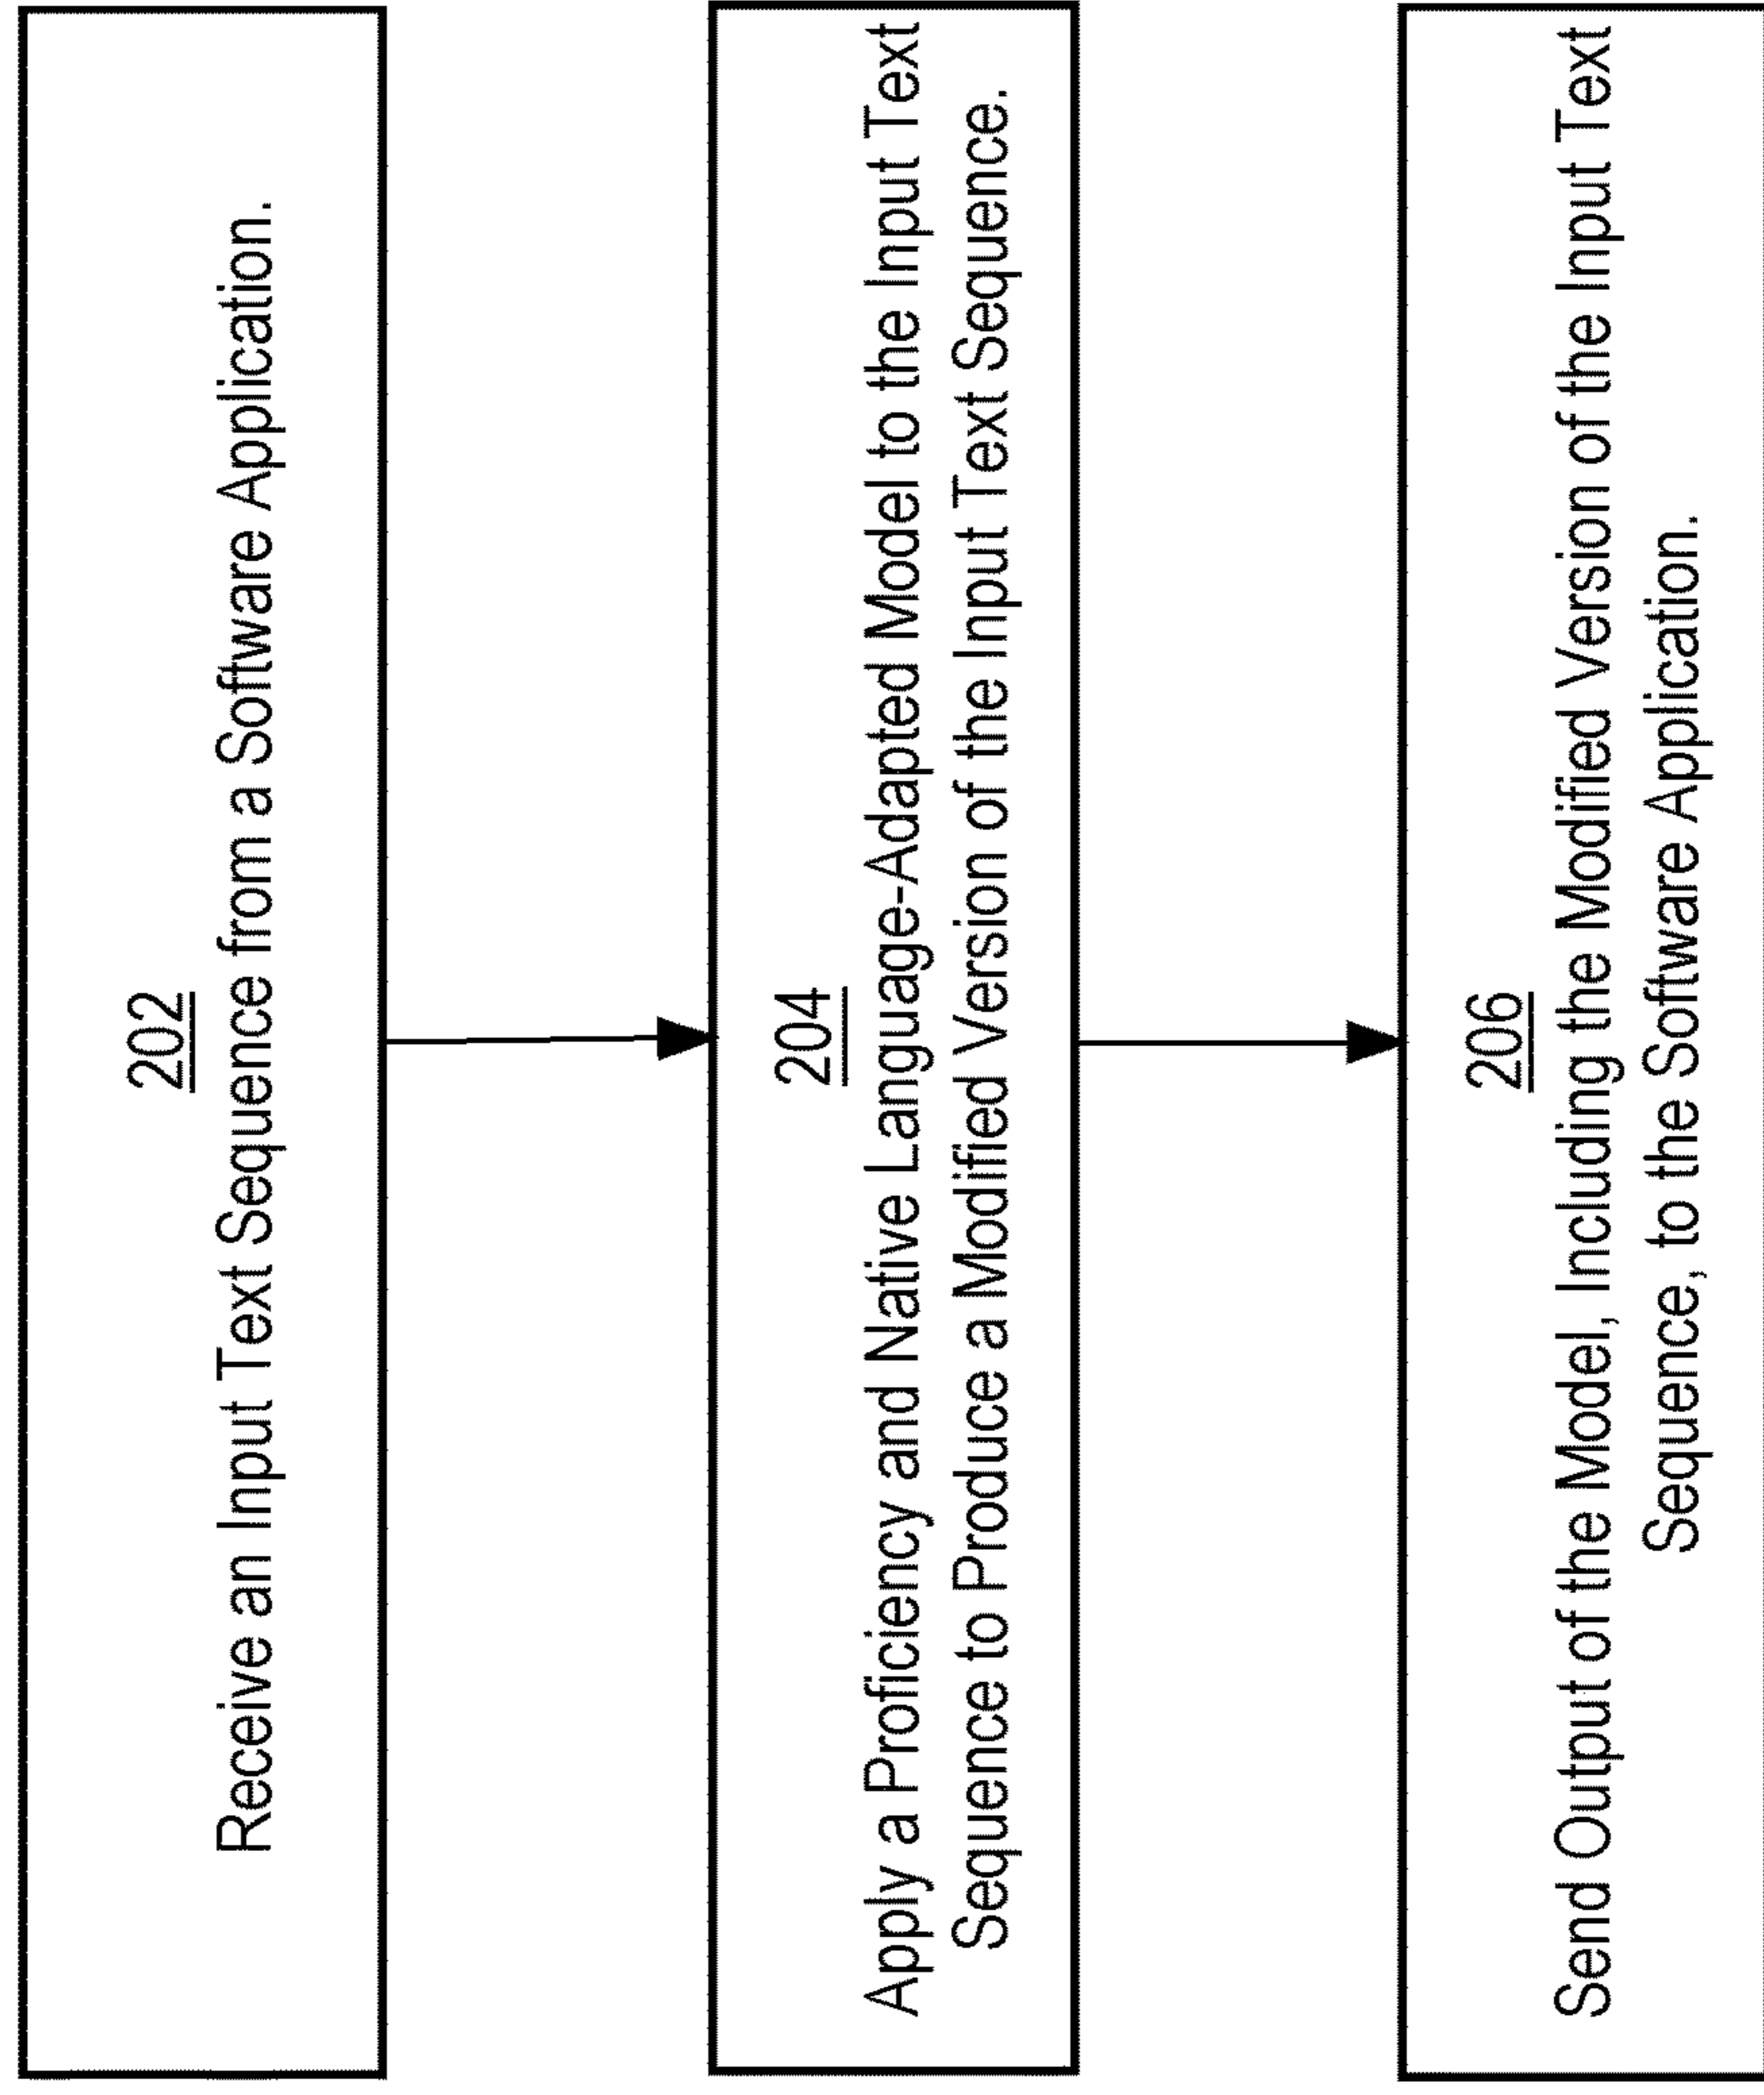 202
Receive an Input Text Sequence from a Software Application.
204
Apply a Proficiency and Native Language-Adapted Model to the Input Text
Sequence to Produce a Modified Version of the Input Text Sequence.
206
Send Output of the Model, Including the Modified Version of the Input Text
Sequence, to the Software Application.